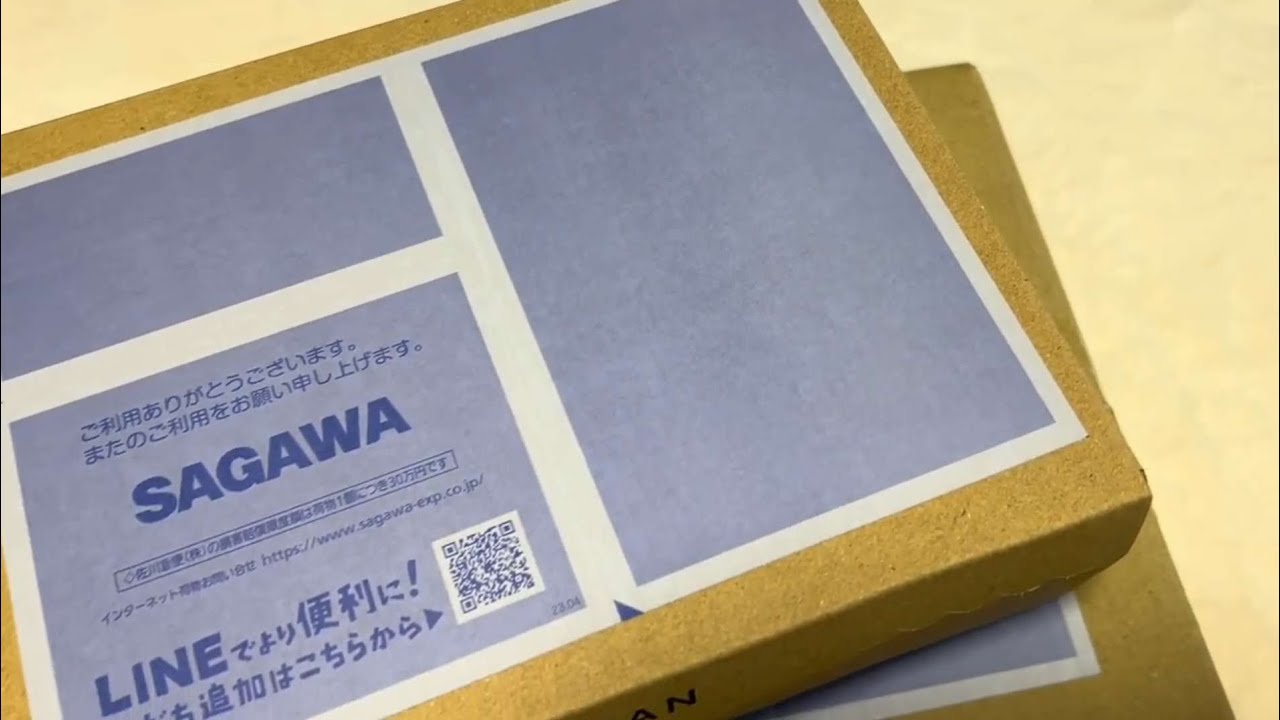 ご利用ありがとうございます。
またのご利用をお願い申し上げます。
SAGAWA
◇佐川急便(株)の損害賠償限度額は荷物1個につき30万円です
インターネット荷物お問い合せ https://www.sagawa-exp.co.jp/
LINEでより便利に!
だち追加はこちらから▶
23.04
AN